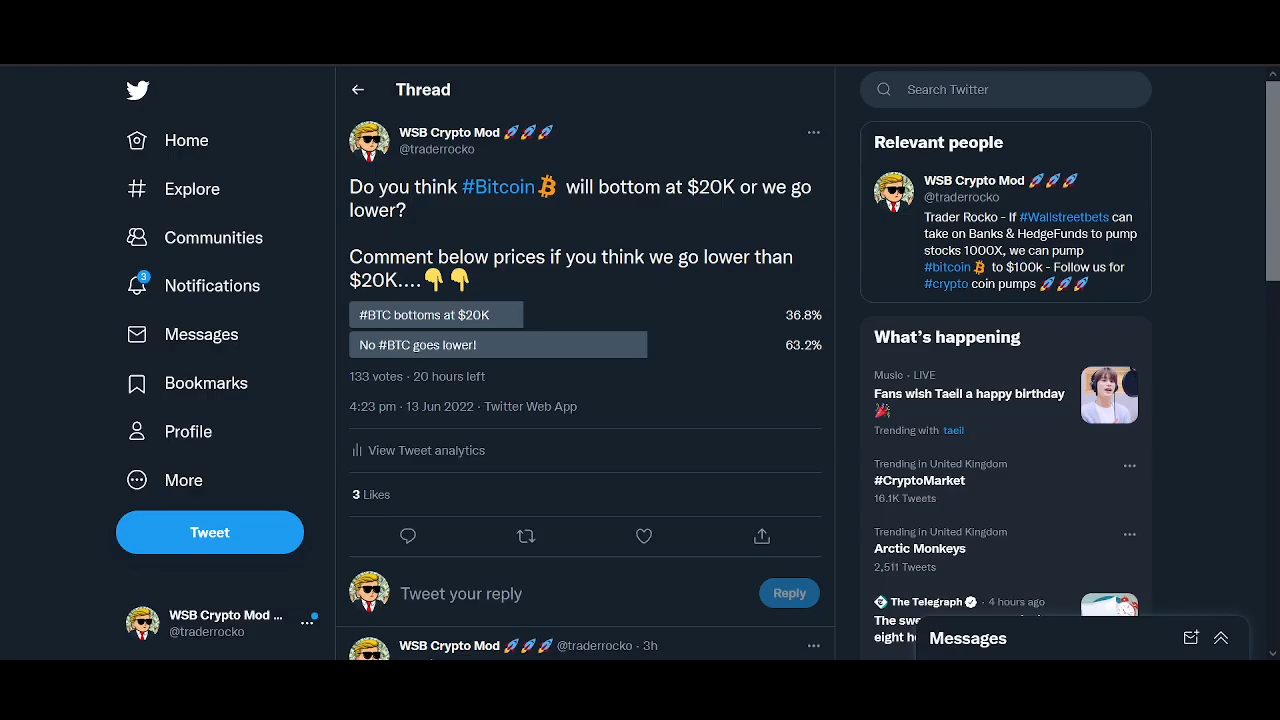 Home
Explore
Communities
3
Notifications
Messages
Bookmarks
Profile
More
Tweet
WSB Crypto Mod ...
@traderrocko
Thread
WSB Crypto Mod 🚀🚀🚀
@traderrocko
Do you think #Bitcoin will bottom at $20K or we go
lower?
Comment below prices if you think we go lower than
$20K....👇👇
#BTC bottoms at $20K 36.8%
No #BTC goes lower! 63.2%
133 votes · 20 hours left
4:23 pm · 13 Jun 2022 · Twitter Web App
View Tweet analytics
3 Likes
Tweet your reply
Reply
WSB Crypto Mod 🚀🚀🚀 @traderrocko · 3h
Search Twitter
Relevant people
WSB Crypto Mod 🚀🚀🚀
@traderrocko
Trader Rocko - If #Wallstreetbets can
take on Banks & HedgeFunds to pump
stocks 1000X, we can pump
#bitcoin to $100k - Follow us for
#crypto coin pumps 🚀🚀🚀
What's happening
Music · LIVE
Fans wish Taeil a happy birthday
🎉
Trending with taeil
Trending in United Kingdom
#CryptoMarket
16.1K Tweets
Trending in United Kingdom
Arctic Monkeys
2,511 Tweets
The Telegraph · 4 hours ago
The
eight
Messages